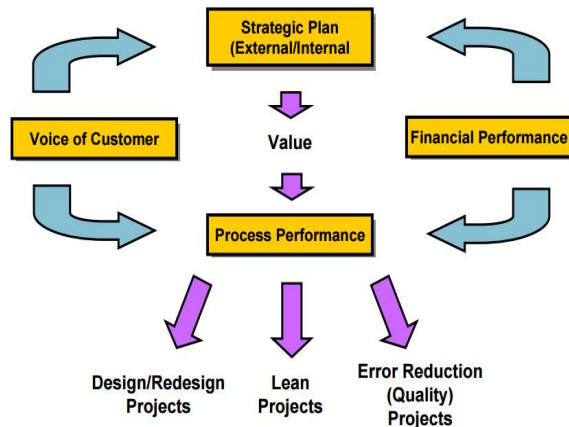 Strategic Plan
(External/Internal
Voice of Customer
Value
Financial Performance
Process Performance
Design/Redesign
Projects
Lean
Projects
Error Reduction
(Quality)
Projects